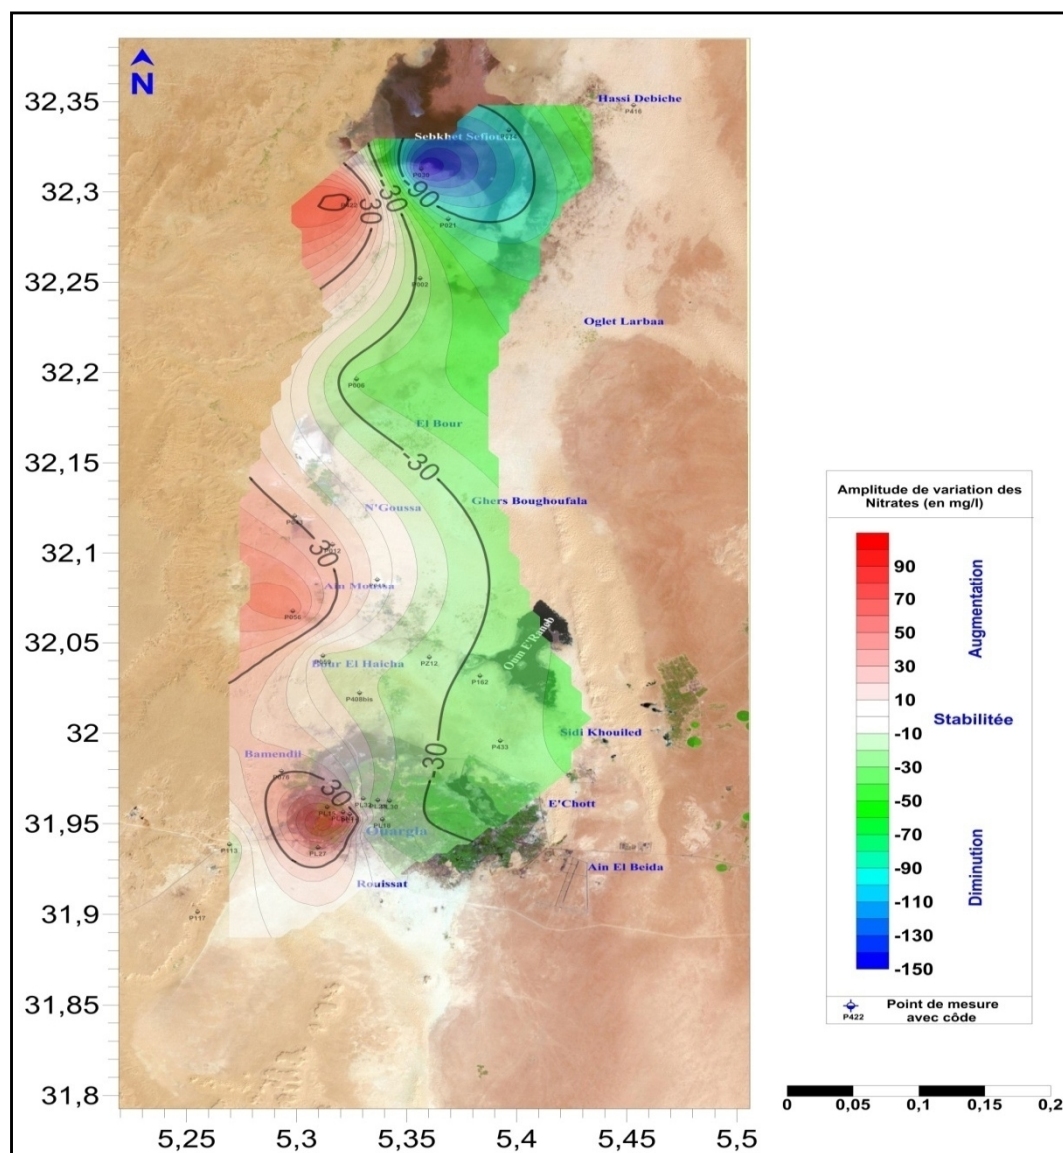 N
32,35
32,3
32,25
32,2
32,15
32,1
32,05
32
31,95
31,9
31,85
31,8
5,25
5,3
5,35
5,4
5,45
5,5
Hassi Debiche
P416
P422
P921
P002
-30
-90
30
Oglet Larbaa
P006
El Bour
-30
Ghers Boughoufala
N'Goussa
30
P012
Ain Moussa
P056
Oum E'Raneb
Bour El Haicha
PZ12
P162
P408bis
P433
Sidi Khouiled
Bamendil
-30
30
E'Chott
Ouargla
P113
PL27
Ain El Beida
Rouissat
P117
Amplitude de variation des
Nitrates (en mg/l)
90
70
50
30
10
-10
-30
-50
-70
-90
-110
-130
-150
Augmentation
Stabilitée
Diminution
P422
Point de mesure
avec côde
0
0,05
0,1
0,15
0,2